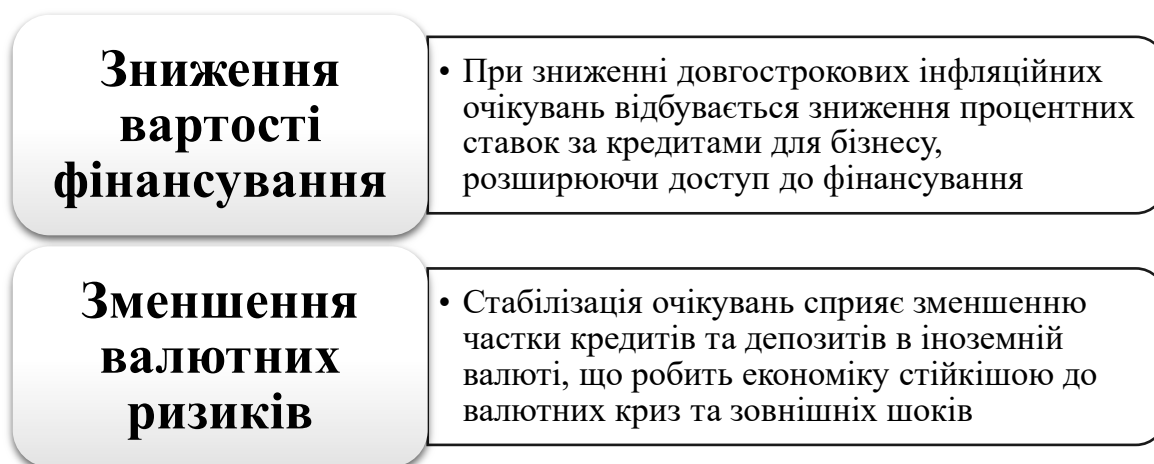 Зниження
вартості
фінансування
• При зниженні довгострокових інфляційних
очікувань відбувається зниження процентних
ставок за кредитами для бізнесу,
розширюючи доступ до фінансування
Зменшення
валютних
ризиків
• Стабілізація очікувань сприяє зменшенню
частки кредитів та депозитів в іноземній
валюті, що робить економіку стійкішою до
валютних криз та зовнішніх шоків